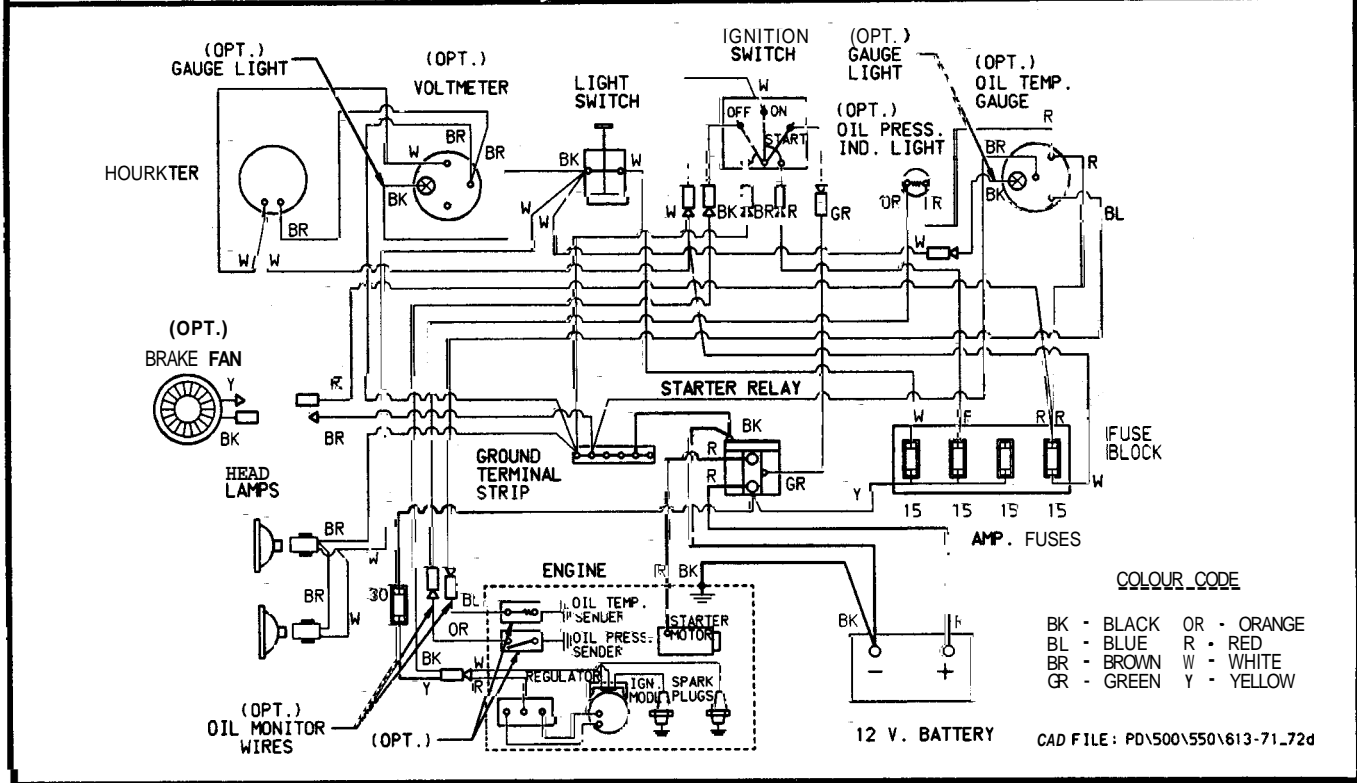 (OPT.)
GAUGE LIGHT
(OPT.)
VOLTMETER
LIGHT
SWITCH
IGNITION
SWITCH
(OPT.)
GAUGE
LIGHT
(OPT.)
OIL TEMP.
GAUGE
(OPT.)
OIL PRESS.
IND. LIGHT
W
OFF
ON
START
R
BR
BR
W
BK
BK
W
BR
BK
R
OR
R
BL
HOURKTER
BR
W
W
W
W
W
BK
BR
R
GR
W
(OPT.)
BRAKE FAN
Y
BK
R
BR
STARTER RELAY
W
R
R
BK
R
R
GR
FUSE
BLOCK
Y
W
15
15
15
15
AMP. FUSES
GROUND
TERMINAL
STRIP
HEAD
LAMPS
BR
W
BR
W
30
ENGINE
R
BK
BL
OR
BK
Y
W
R
OIL TEMP.
SENDER
OIL PRESS.
SENDER
STARTER
MOTOR
REGULATOR
IGN
SPARK
PLUGS
BK
R
-
+
12 V. BATTERY
(OPT.)
OIL MONITOR
WIRES
(OPT.)
COLOUR CODE
BK - BLACK OR - ORANGE
BL - BLUE R - RED
BR - BROWN W - WHITE
GR - GREEN Y - YELLOW
CAD FILE: PD\500\550\613-71_72d